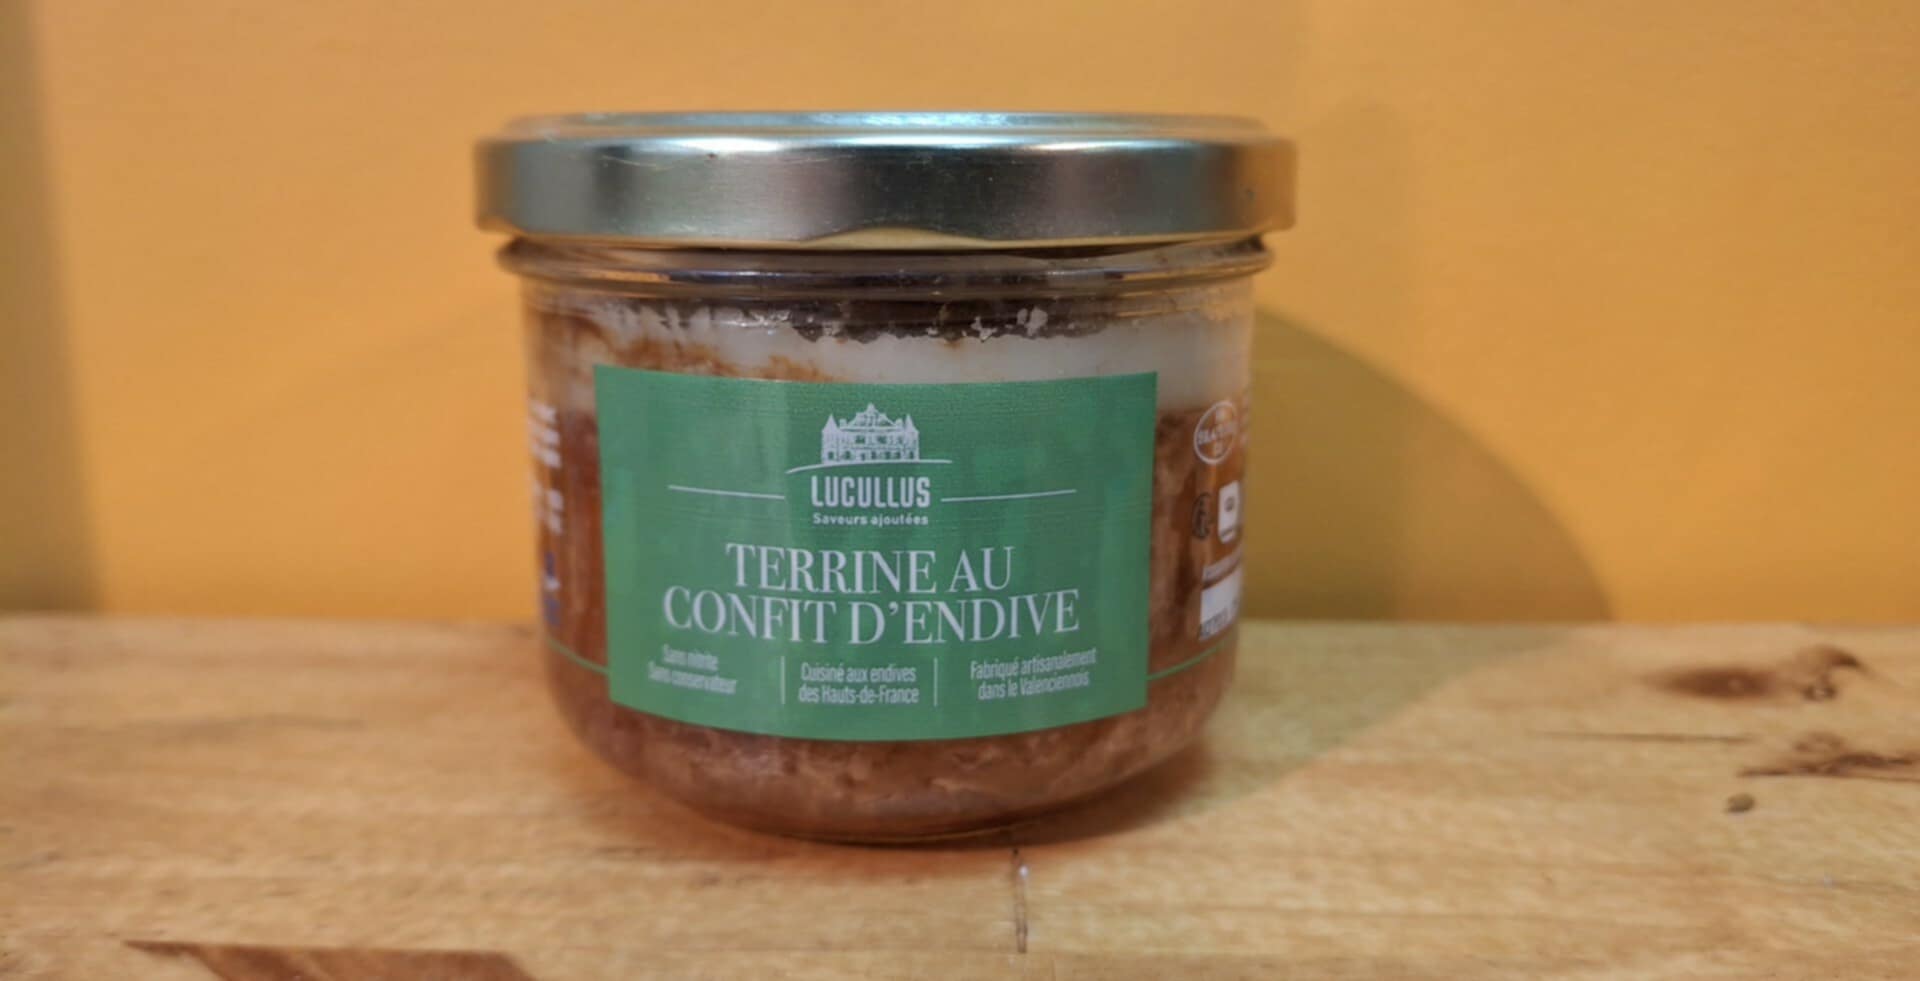 LUCULLUS
Saveurs ajoutées
TERRINE AU
CONFIT D'ENDIVE
Sans nitrite
Sans conservateur
Cuisiné aux endives
des Hauts-de-France
Fabriqué artisanalement
dans le Valenciennois